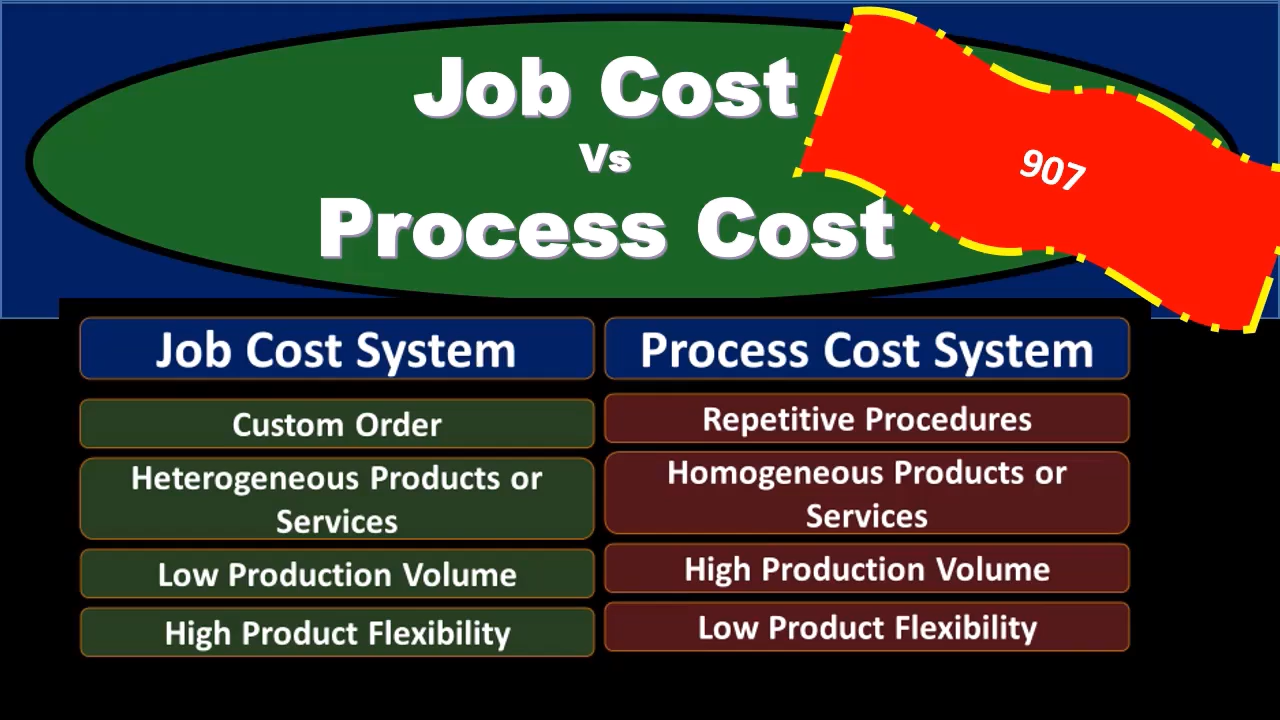 Job Cost
Vs
Process Cost
907
Job Cost System
Process Cost System
Custom Order
Repetitive Procedures
Heterogeneous Products or
Services
Homogeneous Products or
Services
Low Production Volume
High Production Volume
High Product Flexibility
Low Product Flexibility